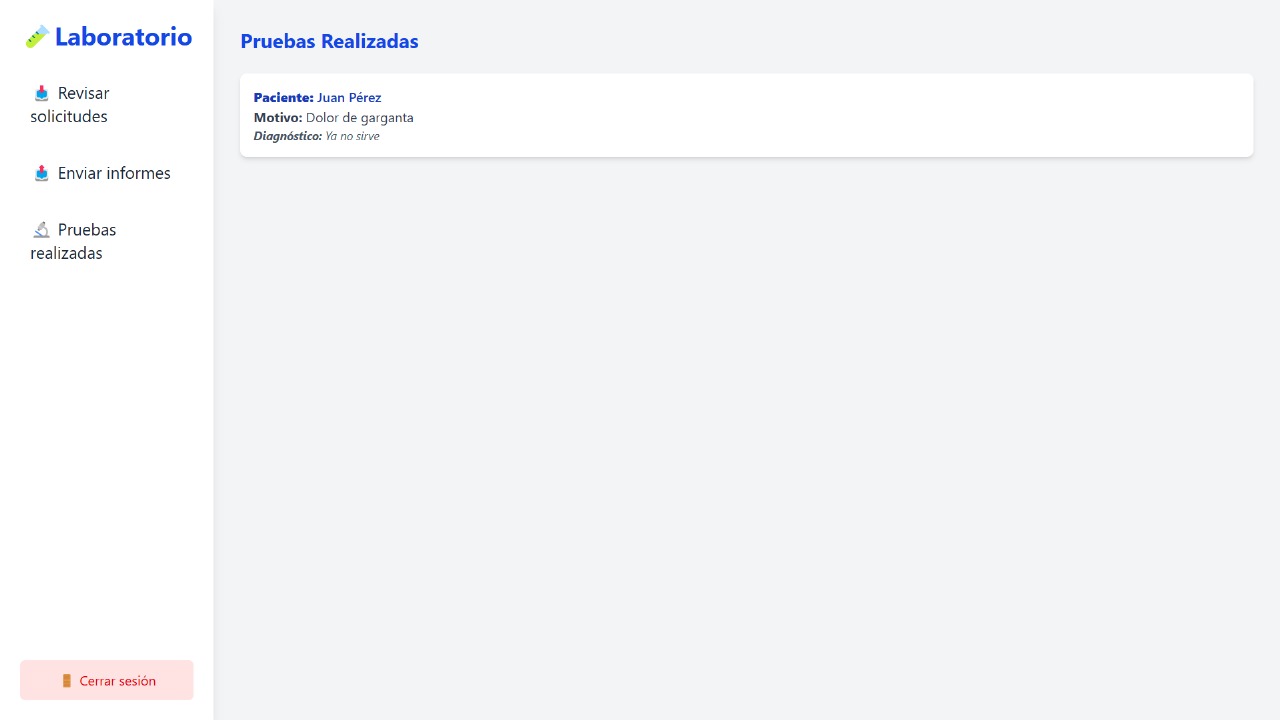 Laboratorio
Revisar
solicitudes
Enviar informes
Pruebas
realizadas
Cerrar sesión
Pruebas Realizadas
Paciente: Juan Pérez
Motivo: Dolor de garganta
Diagnóstico: Ya no sirve